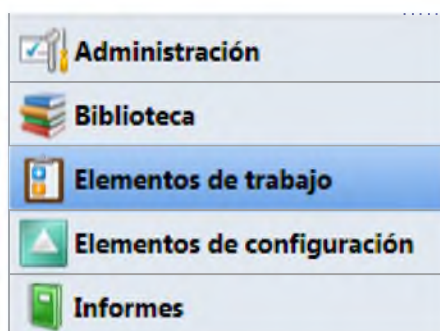 Administración
Biblioteca
Elementos de trabajo
Elementos de configuración
Informes